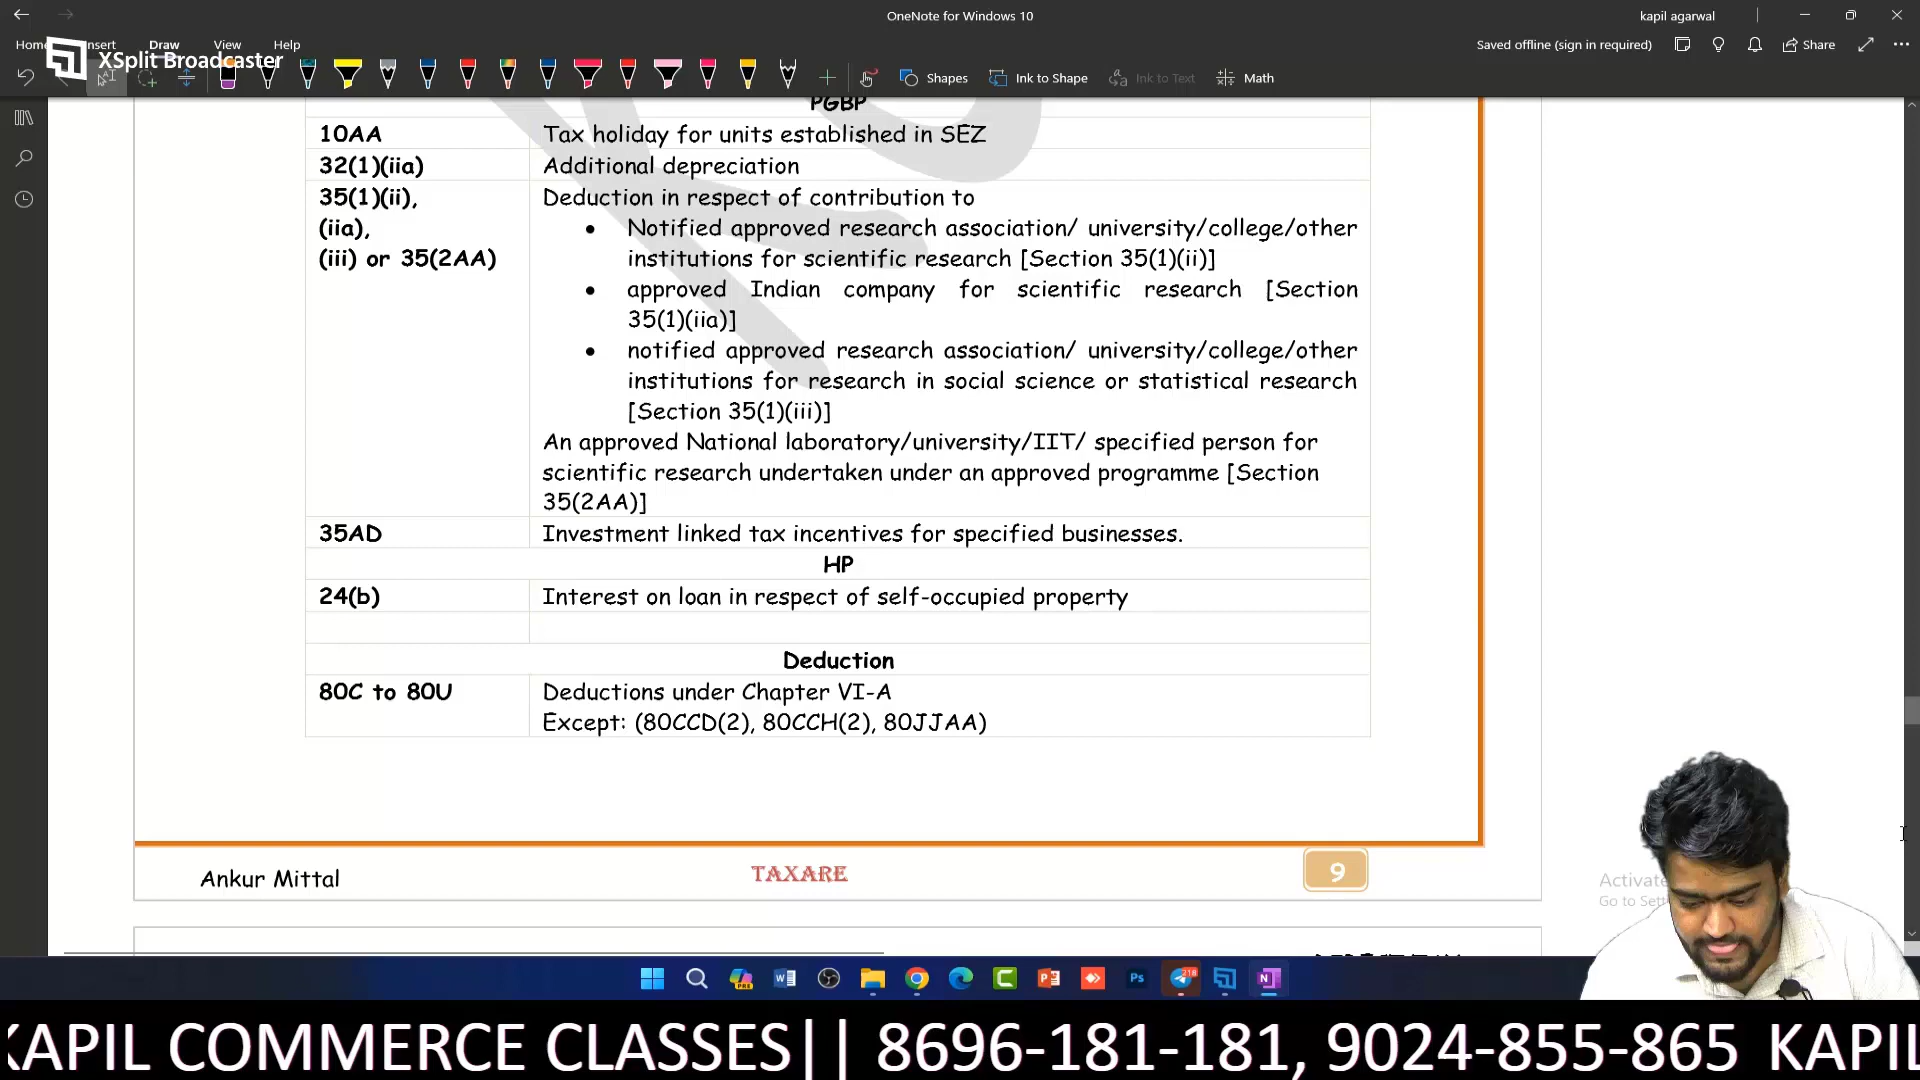 OneNote for Windows 10
kapil agarwal
Home Insert Draw View Help
XSplit Broadcaster
Saved offline (sign in required)
Share
Shapes
Ink to Shape
Ink to Text
Math
PGBP
10AA Tax holiday for units established in SEZ
32(1)(iia) Additional depreciation
35(1)(ii), Deduction in respect of contribution to
(iia), • Notified approved research association/ university/college/other
(iii) or 35(2AA) institutions for scientific research [Section 35(1)(ii)]
• approved Indian company for scientific research [Section
35(1)(iia)]
• notified approved research association/ university/college/other
institutions for research in social science or statistical research
[Section 35(1)(iii)]
An approved National laboratory/university/IIT/ specified person for
scientific research undertaken under an approved programme [Section
35(2AA)]
35AD Investment linked tax incentives for specified businesses.
HP
24(b) Interest on loan in respect of self-occupied property
Deduction
80C to 80U Deductions under Chapter VI-A
Except: (80CCD(2), 80CCH(2), 80JJAA)
Ankur Mittal
TAXARE
9
Activate
Go to Sett
KAPIL COMMERCE CLASSES|| 8696-181-181, 9024-855-865 KAPIL